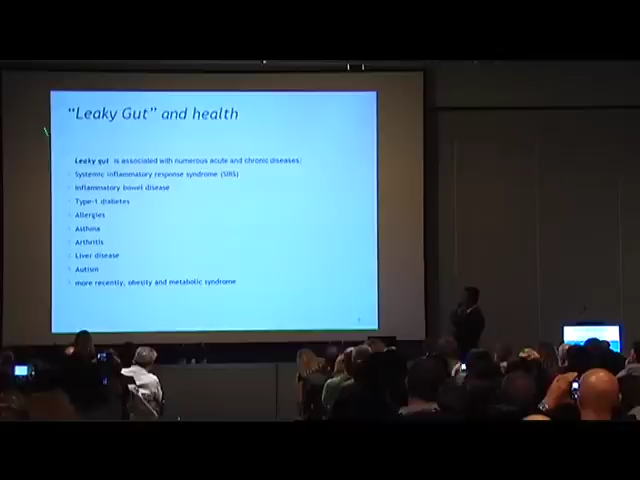 “Leaky Gut” and health
Leaky gut is associated with numerous acute and chronic diseases:
Systemic inflammatory response syndrome (SIRS)
Inflammatory bowel disease
Type-1 diabetes
Allergies
Asthma
Arthritis
Liver disease
Autism
more recently, obesity and metabolic syndrome